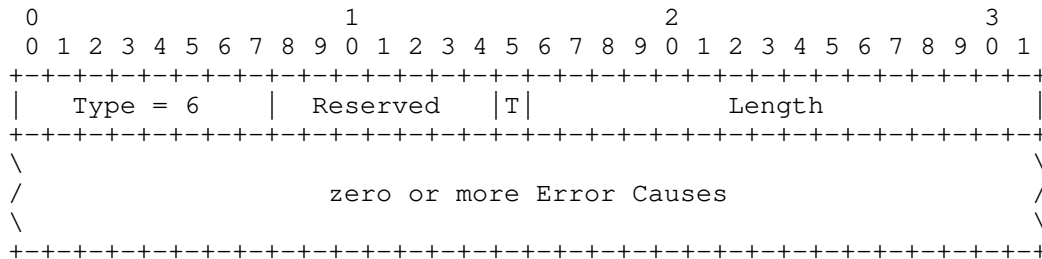 0                   1                   2                   3
 0 1 2 3 4 5 6 7 8 9 0 1 2 3 4 5 6 7 8 9 0 1 2 3 4 5 6 7 8 9 0 1
+-+-+-+-+-+-+-+-+-+-+-+-+-+-+-+-+-+-+-+-+-+-+-+-+-+-+-+-+-+-+-+-+
|   Type = 6    |  Reserved   |T|            Length             |
+-+-+-+-+-+-+-+-+-+-+-+-+-+-+-+-+-+-+-+-+-+-+-+-+-+-+-+-+-+-+-+-+
\                                                               \
/                   zero or more Error Causes                   /
\                                                               \
+-+-+-+-+-+-+-+-+-+-+-+-+-+-+-+-+-+-+-+-+-+-+-+-+-+-+-+-+-+-+-+-+